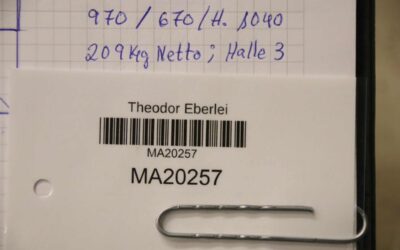 970 / 670 / H. 1040
209 Kg Netto ; Halle 3
Theodor Eberlei
MA20257
MA20257